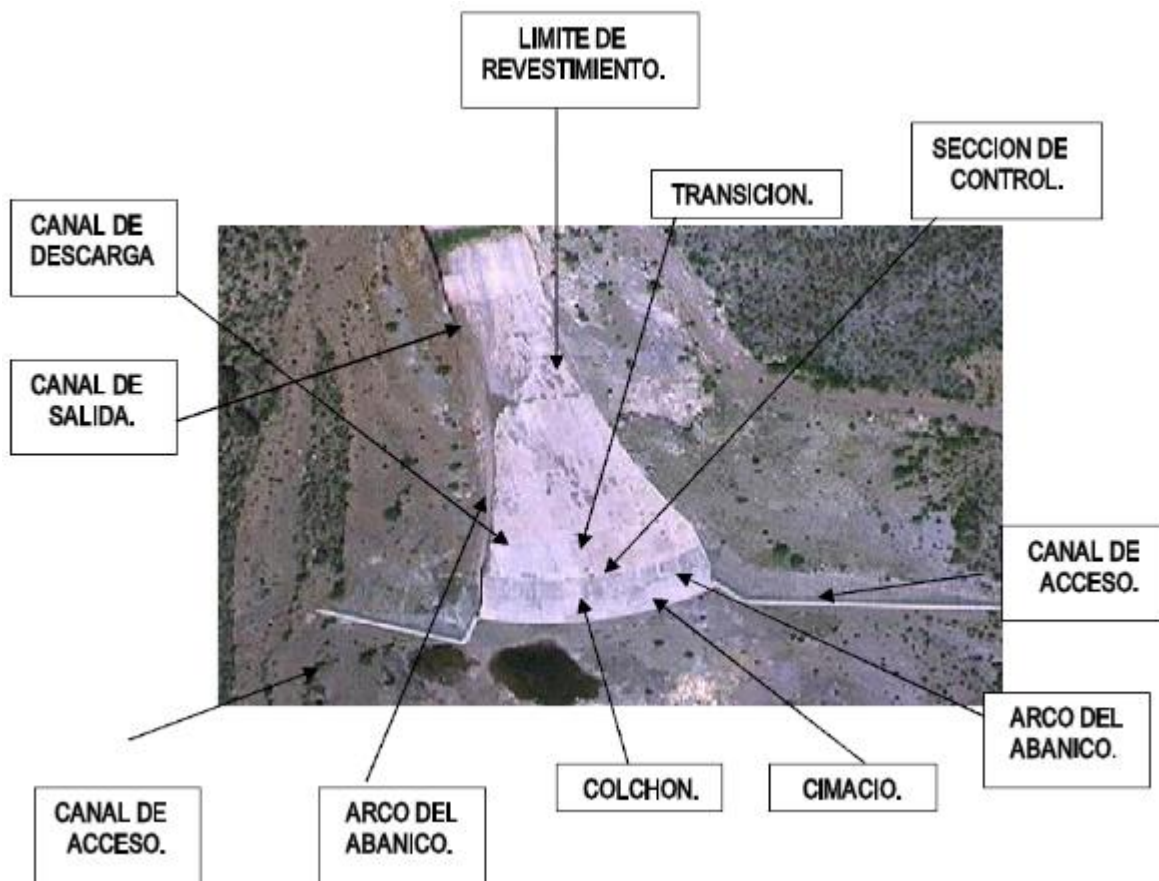 LIMITE DE
REVESTIMIENTO.
SECCION DE
CONTROL.
TRANSICION.
CANAL DE
DESCARGA
CANAL DE
SALIDA.
CANAL DE
ACCESO.
ARCO DEL
ABANICO.
COLCHON.
CIMACIO.
CANAL DE
ACCESO.
ARCO DEL
ABANICO.